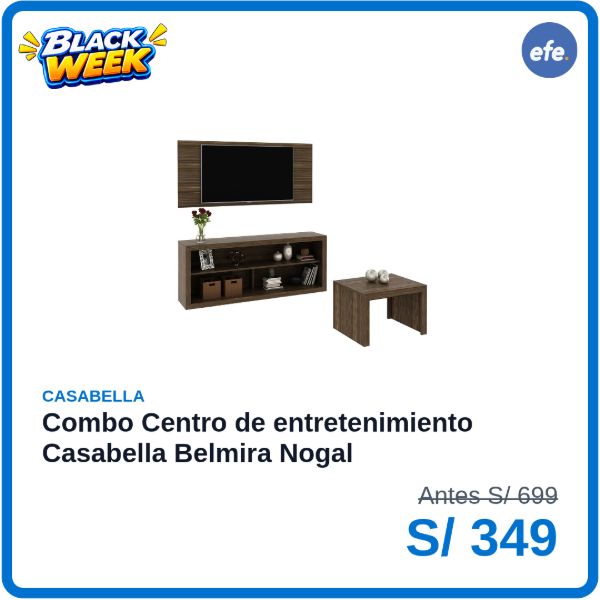 BLACK
WEEK
efe.
CASABELLA
Combo Centro de entretenimiento
Casabella Belmira Nogal
Antes S/ 699
S/ 349